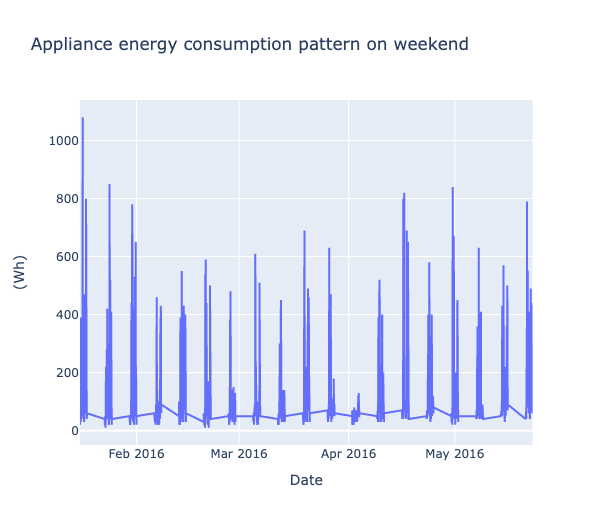 Appliance energy consumption pattern on weekend
1000
800
600
400
200
0
(Wh)
Feb 2016
Mar 2016
Apr 2016
May 2016
Date